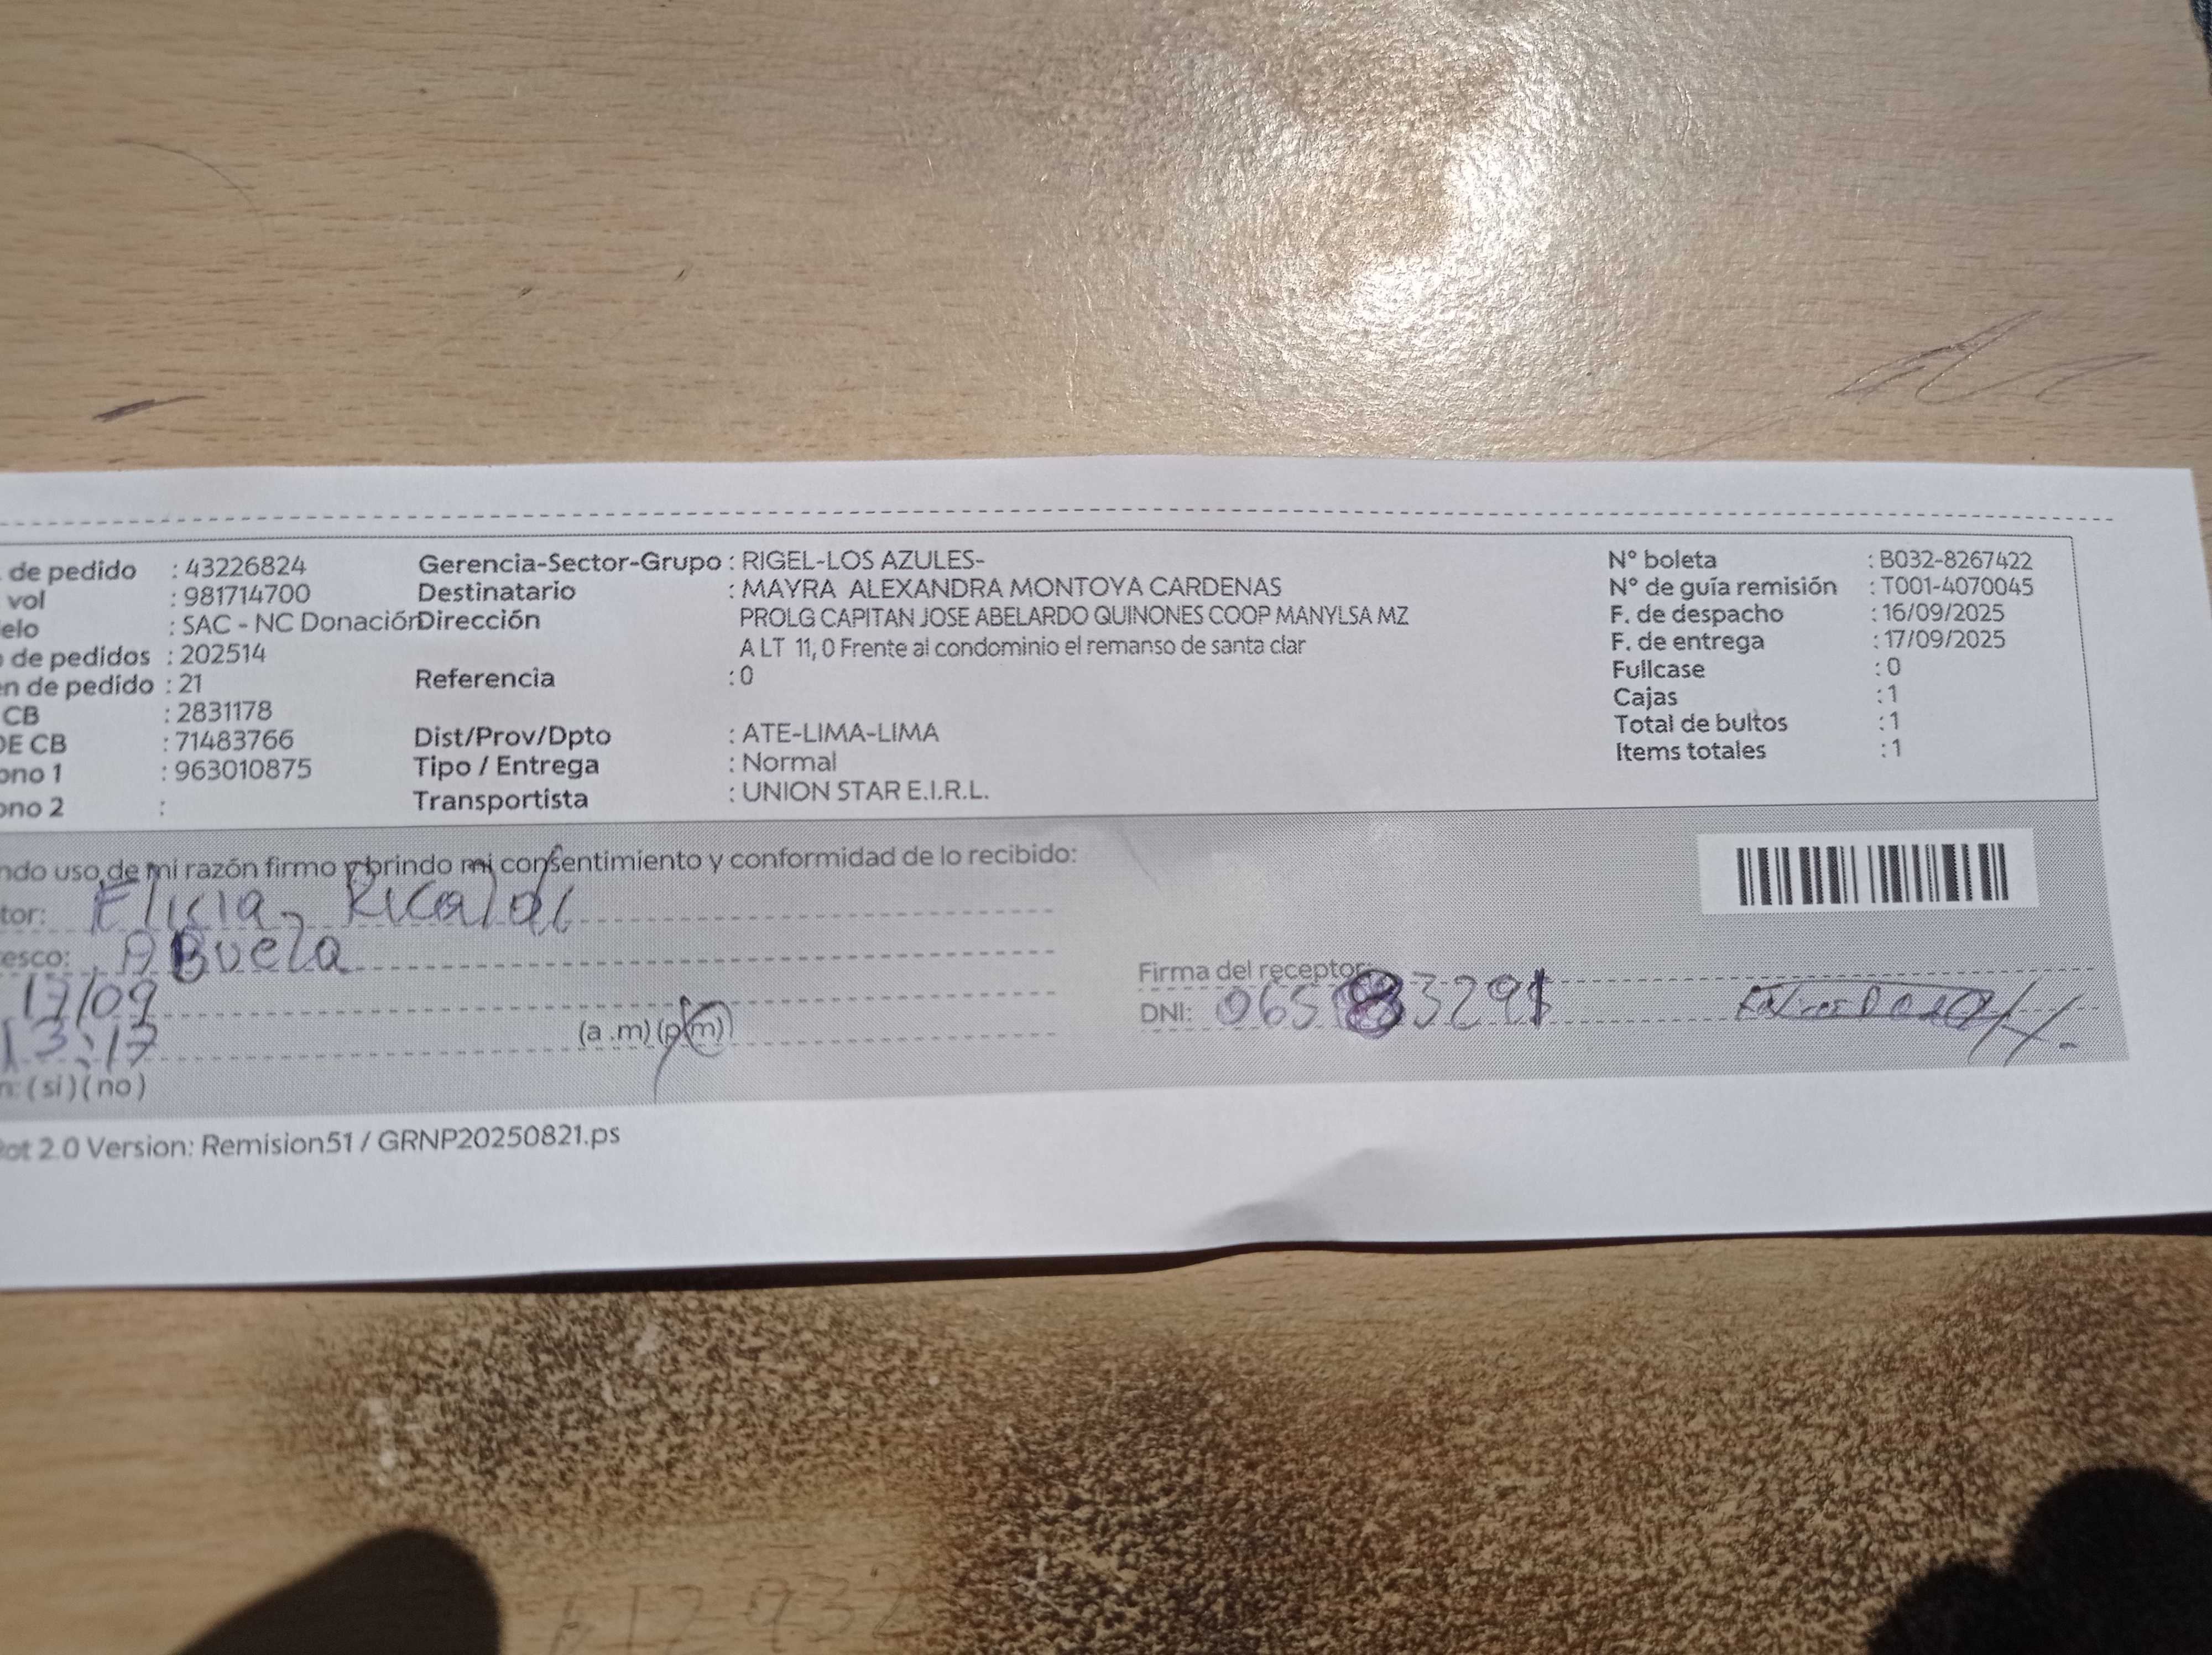 de pedido : 43226824
vol : 981714700
elo : SAC - NC Donación
de pedidos : 202514
n de pedido : 21
CB : 2831178
DE CB : 71483766
ono 1 : 963010875
ono 2 :
Gerencia-Sector-Grupo : RIGEL-LOS AZULES-
Destinatario : MAYRA ALEXANDRA MONTOYA CARDENAS
Dirección PROLG CAPITAN JOSE ABELARDO QUINONES COOP MANYLSA MZ
A LT 11, 0 Frente al condominio el remanso de santa clar
Referencia : 0
Dist/Prov/Dpto : ATE-LIMA-LIMA
Tipo / Entrega : Normal
Transportista : UNION STAR E.I.R.L.
N° boleta : B032-8267422
N° de guía remisión : T001-4070045
F. de despacho : 16/09/2025
F. de entrega : 17/09/2025
Fullcase : 0
Cajas : 1
Total de bultos : 1
Items totales : 1
ndo uso de mi razón firmo y brindo mi consentimiento y conformidad de lo recibido:
tor: Elicia Ricaldi
esco: ABuela
17/09
13:17 (a .m) (p.m)
n: (si) (no)
Firma del receptor:
DNI: 06583291
ot 2.0 Version: Remision51 / GRNP20250821.ps